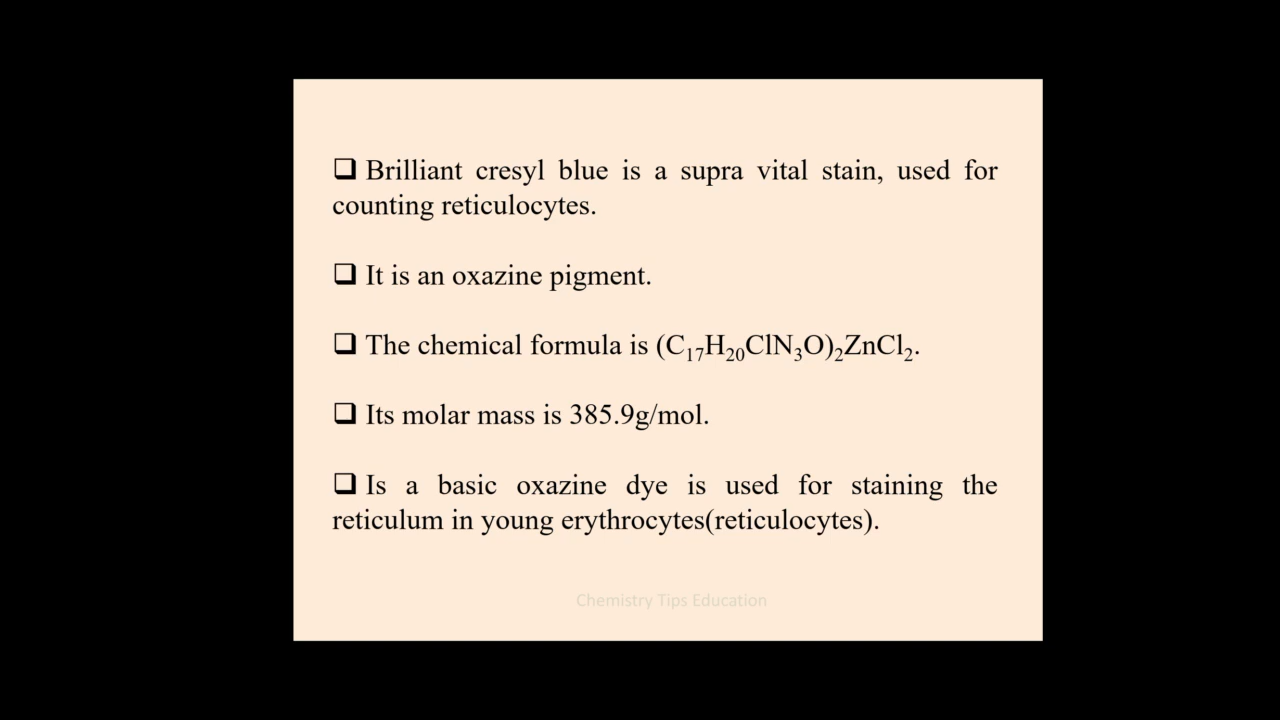 ❑ Brilliant cresyl blue is a supra vital stain, used for
counting reticulocytes.
❑ It is an oxazine pigment.
❑ The chemical formula is (C₁₇H₂₀ClN₃O)₂ZnCl₂.
❑ Its molar mass is 385.9g/mol.
❑ Is a basic oxazine dye is used for staining the
reticulum in young erythrocytes(reticulocytes).
Chemistry Tips Education